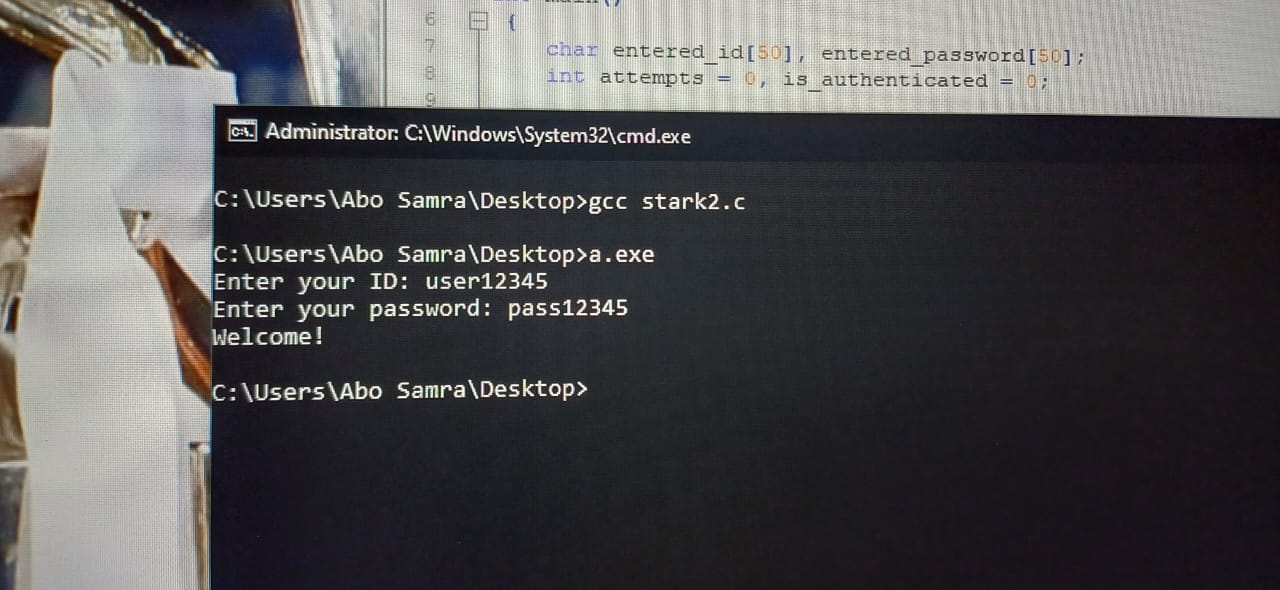 6 {
7 char entered_id[50], entered_password[50];
8 int attempts = 0, is_authenticated = 0;
9
C:\. Administrator: C:\Windows\System32\cmd.exe
C:\Users\Abo Samra\Desktop>gcc stark2.c
C:\Users\Abo Samra\Desktop>a.exe
Enter your ID: user12345
Enter your password: pass12345
Welcome!
C:\Users\Abo Samra\Desktop>